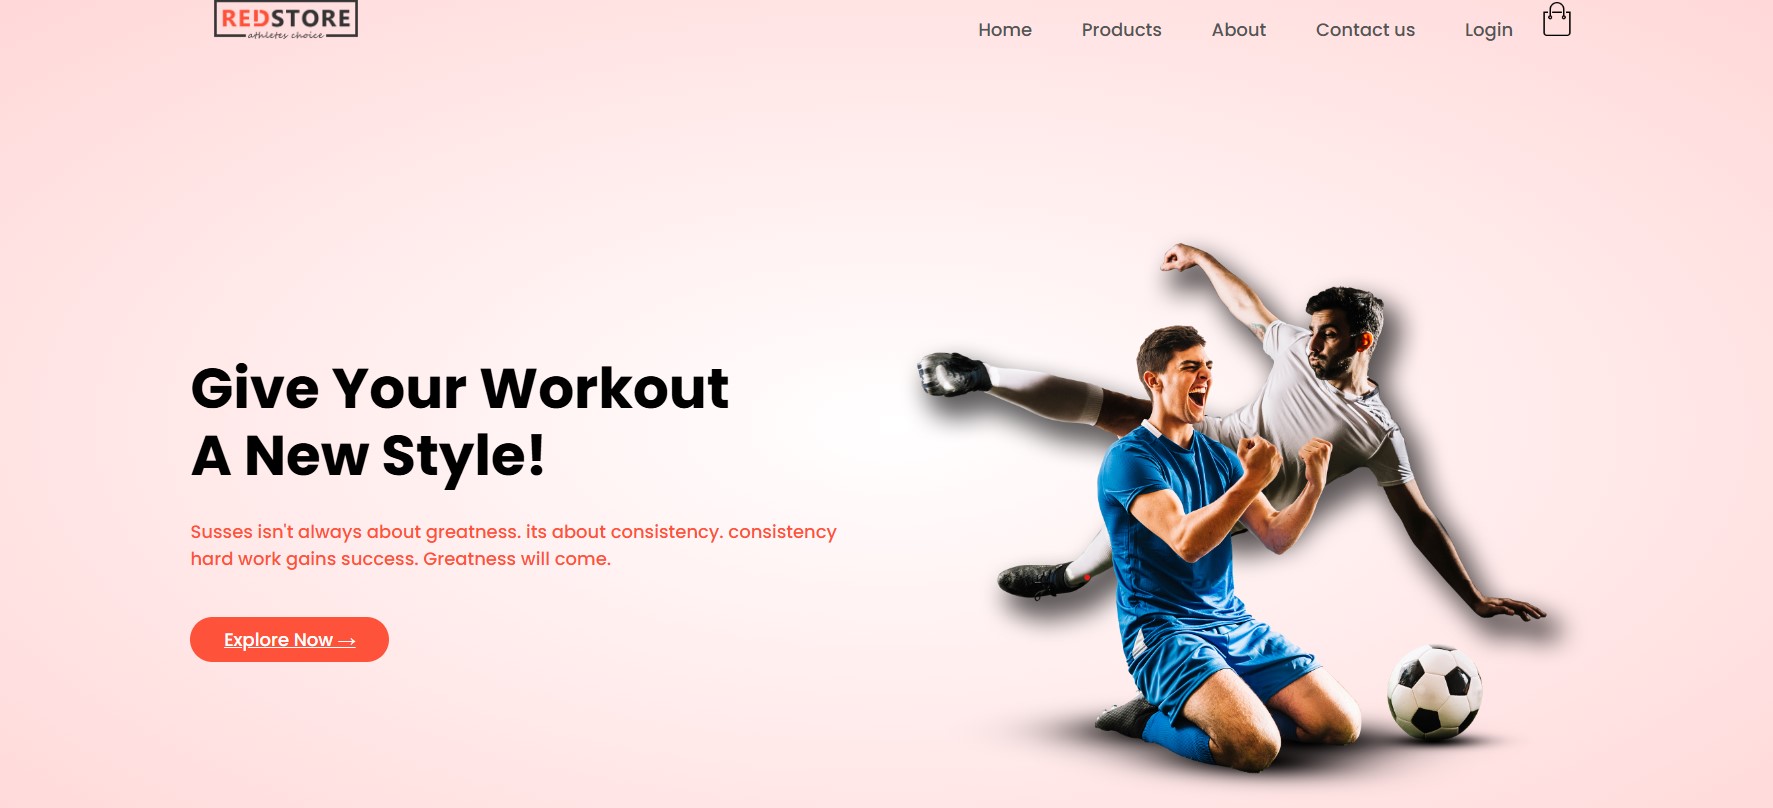 REDSTORE
athletes choice
Home Products About Contact us Login
Give Your Workout
A New Style!
Susses isn't always about greatness. its about consistency. consistency
hard work gains success. Greatness will come.
Explore Now →